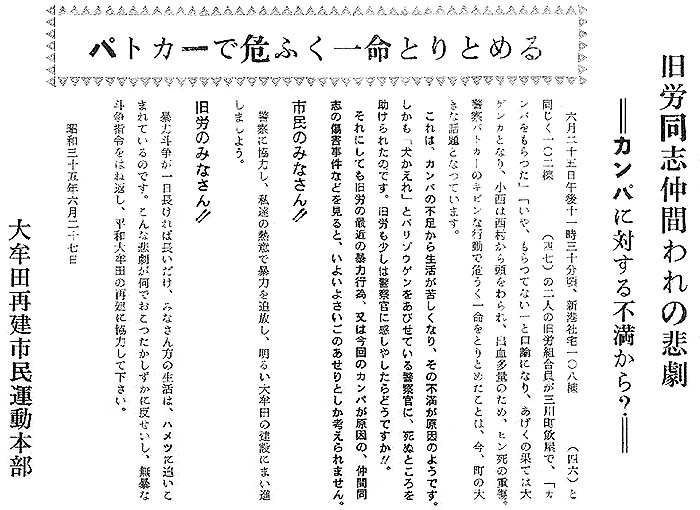 旧労同志仲間われの悲劇
＝カンパに対する不満から？＝
パトカーで危ふく一命とりとめる
六月二十五日午後十一時三十分頃、新港社宅一〇八棟　　　（四六）と
同じく一〇二棟　　　（四七）の二人の旧労組合員が三川町飲屋で、「カ
ンパをもらつた」「いや、もらつてない」と口論になり、あげくの果ては大
ゲンカとなり、小西は西村から頭をわられ、出血多量のため、ヒン死の重傷。
警察パトカーのキビンな行動で危うく一命をとりとめたことは、今、町の大
きな話題となつています。
これは、カンパの不足から生活が苦しくなり、その不満が原因のようです。
しかも「犬かえれ」とバリゾウゲンをあびせている警察官に、死ぬところを
助けられたのです。旧労も少しは警察官に感しやしたらどうですか!!。
それにしても旧労の最近の暴力行為、又は今回のカンパが原因の、仲間同
志の傷害事件などを見ると、いよいよさいごのあせりとしか考えられません。
市民のみなさん!!
警察に協力し、私達の熱意で暴力を追放し、明るい大牟田の建設にまい進
しましよう。
旧労のみなさん!!
暴力斗争が一日長ければ長いだけ、みなさん方の生活は、ハメツに追いこ
まれているのです。こんな悲劇が何でおこつたかしずかに反せいし、無暴な
斗争指令をはね返し、平和大牟田の再建に協力して下さい。
昭和三十五年六月二十七日
大牟田再建市民運動本部